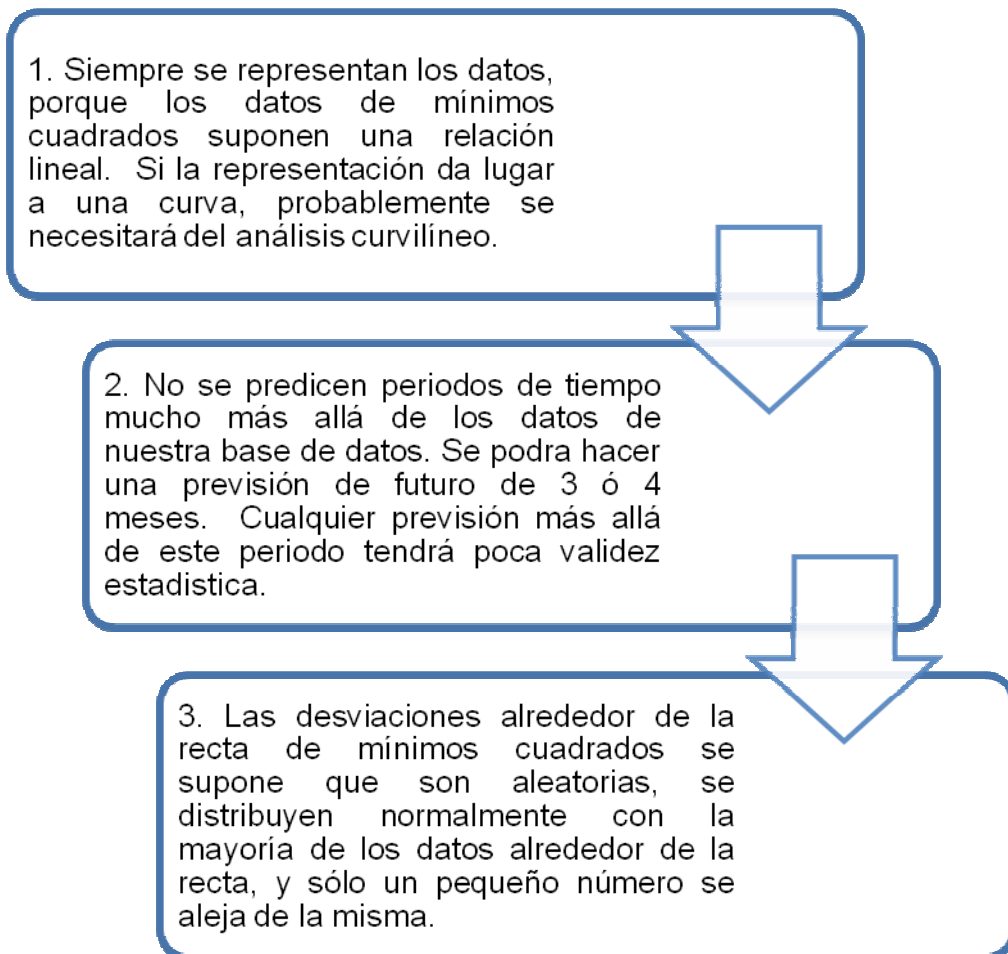 1. Siempre se representan los datos,
porque los datos de mínimos
cuadrados suponen una relación
lineal. Si la representación da lugar
a una curva, probablemente se
necesitará del análisis curvilíneo.
2. No se predicen periodos de tiempo
mucho más allá de los datos de
nuestra base de datos. Se podra hacer
una previsión de futuro de 3 ó 4
meses. Cualquier previsión más allá
de este periodo tendrá poca validez
estadistica.
3. Las desviaciones alrededor de la
recta de mínimos cuadrados se
supone que son aleatorias, se
distribuyen normalmente con la
mayoría de los datos alrededor de la
recta, y sólo un pequeño número se
aleja de la misma.